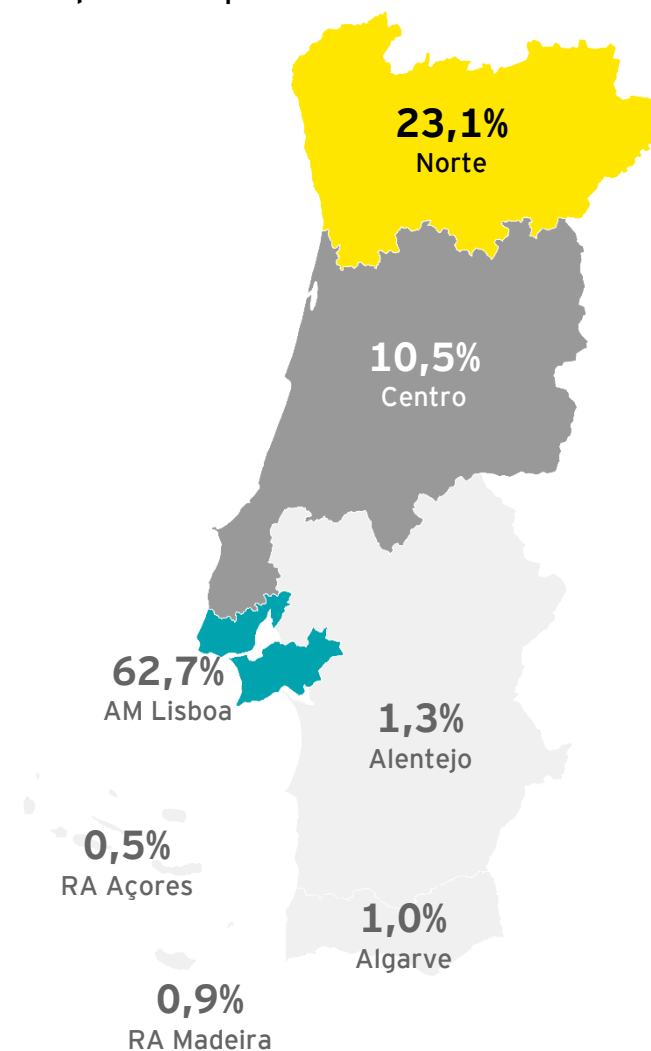 23,1%
Norte
10,5%
Centro
62,7%
AM Lisboa
1,3%
Alentejo
0,5%
RA Açores
1,0%
Algarve
0,9%
RA Madeira